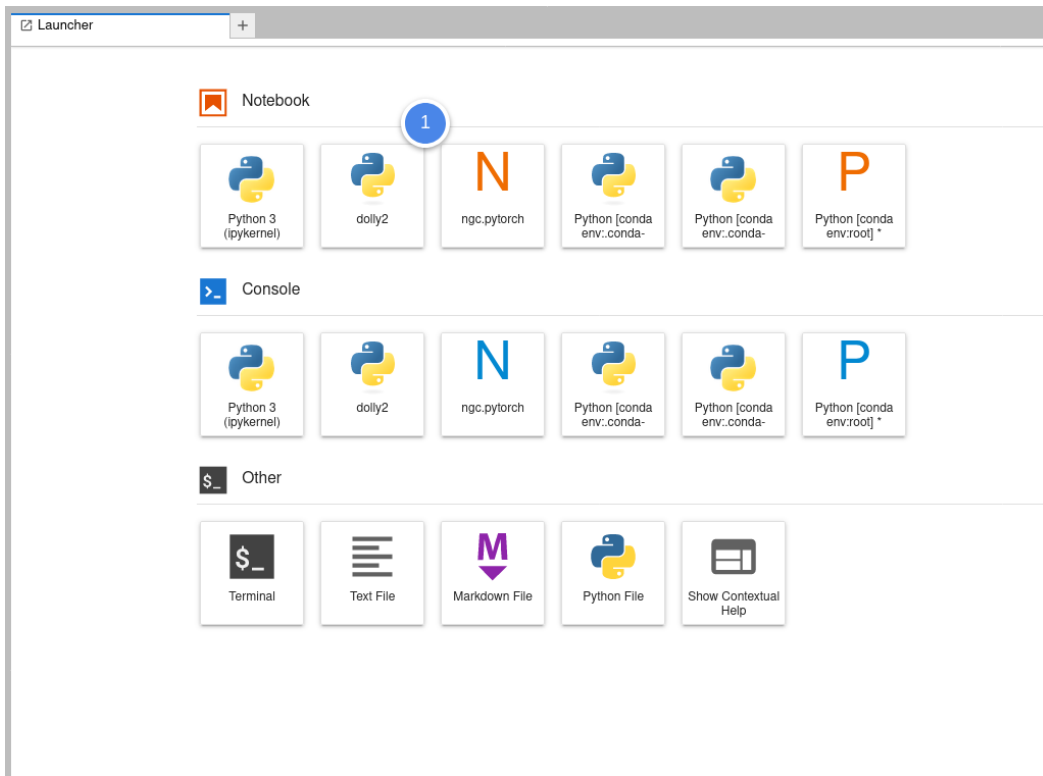 Launcher
+
Notebook
1
N
P
Python 3
(ipykernel)
dolly2
ngc.pytorch
Python [conda
env:.conda-
Python [conda
env:.conda-
Python [conda
env:root] *
>_
Console
N
P
Python 3
(ipykernel)
dolly2
ngc.pytorch
Python [conda
env:.conda-
Python [conda
env:.conda-
Python [conda
env:root] *
$_
Other
$_
M
Terminal
Text File
Markdown File
Python File
Show Contextual
Help